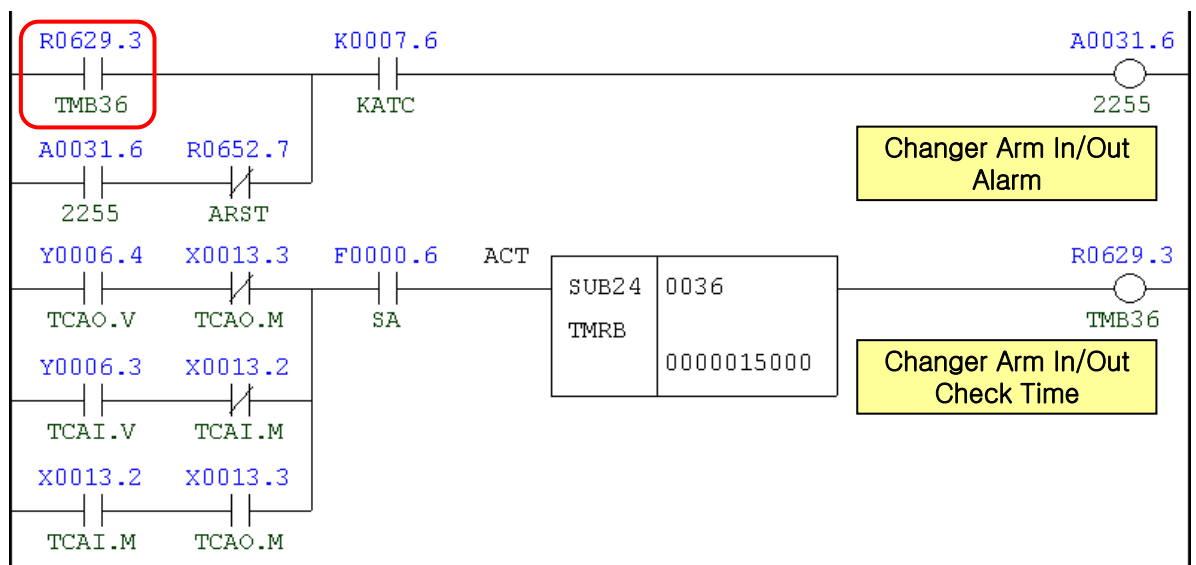 R0629.3 K0007.6 A0031.6
TMB36 KATC 2255
A0031.6 R0652.7
2255 ARST
Changer Arm In/Out
Alarm
Y0006.4 X0013.3 F0000.6 ACT R0629.3
SUB24 0036
TCAO.V TCAO.M SA TMB36
TMRB
Y0006.3 X0013.2 0000015000
TCAI.V TCAI.M
Changer Arm In/Out
Check Time
X0013.2 X0013.3
TCAI.M TCAO.M